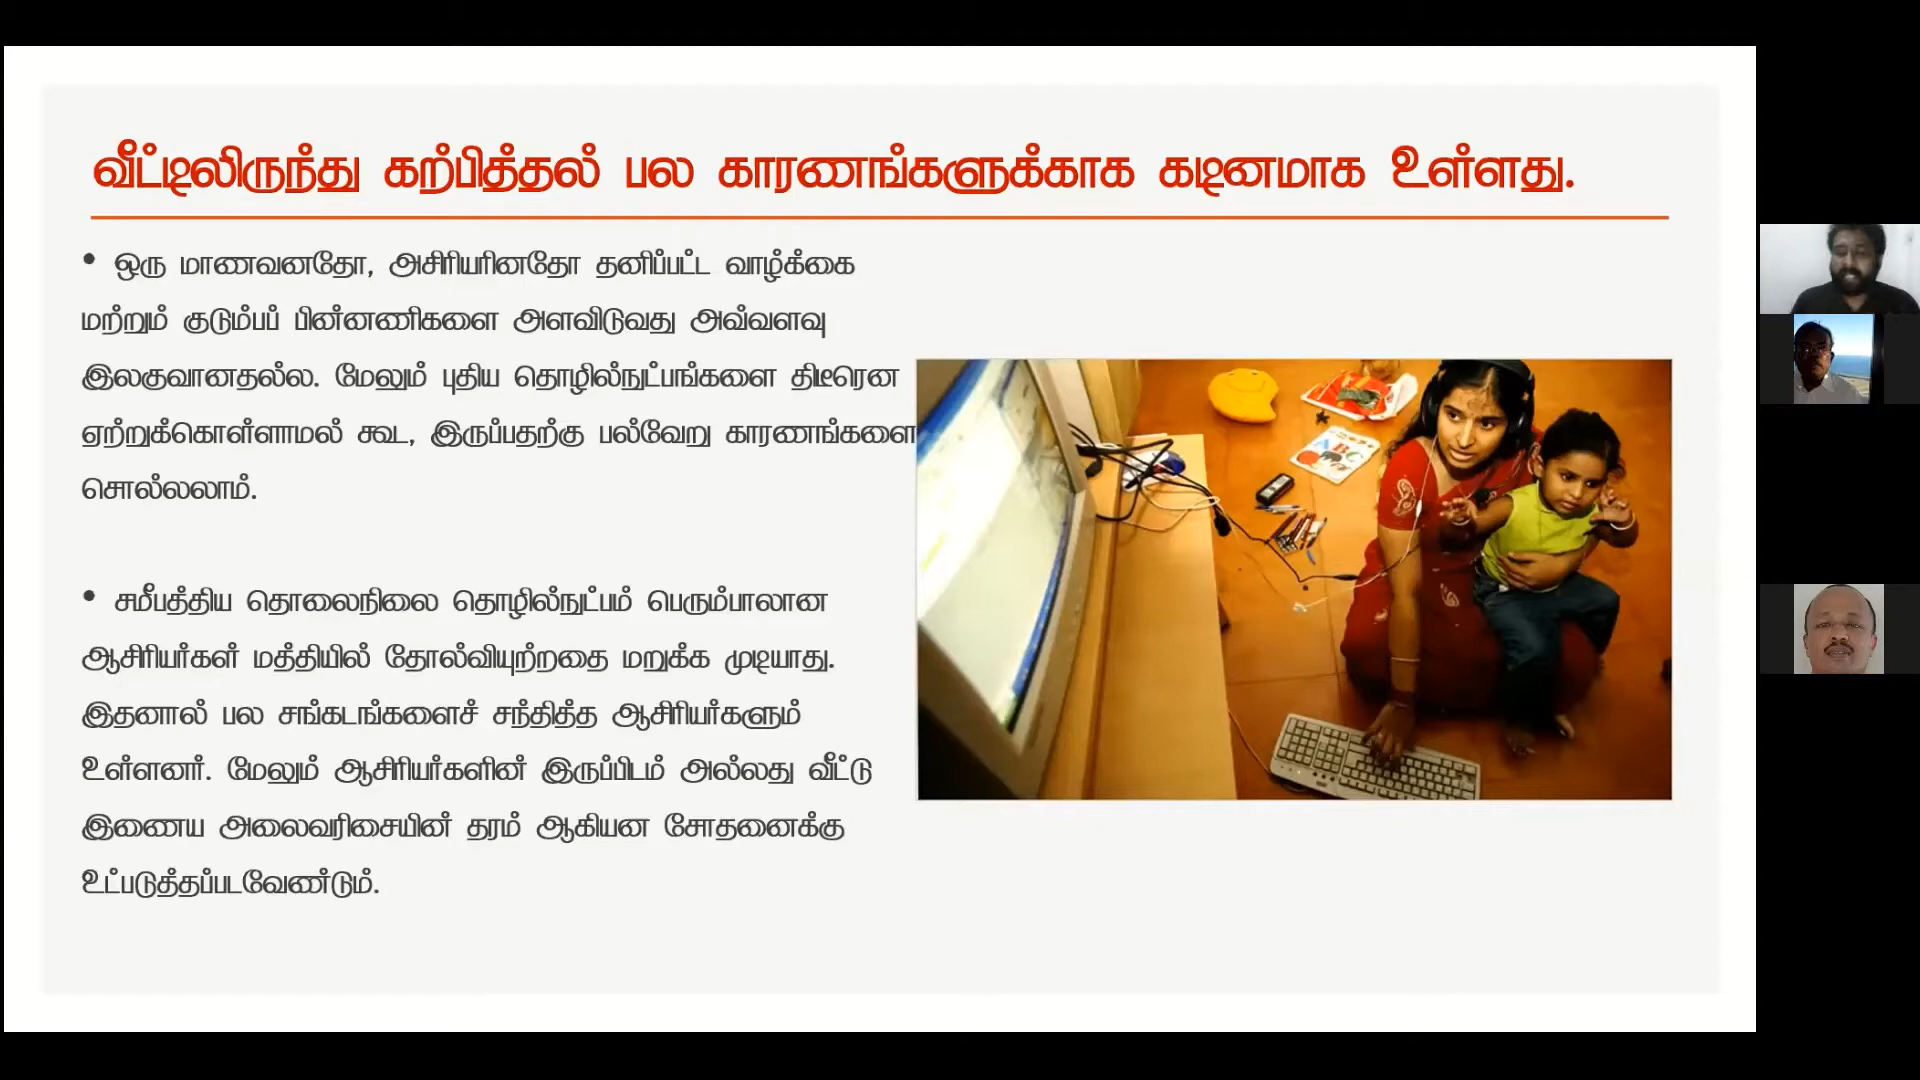 வீட்டிலிருந்து கற்பித்தல் பல காரணங்களுக்காக கடினமாக உள்ளது.
• ஒரு மாணவனதோ, அசிரியரினதோ தனிப்பட்ட வாழ்க்கை
மற்றும் குடும்பப் பின்னணிகளை அளவிடுவது அவ்வளவு
இலகுவானதல்ல. மேலும் புதிய தொழில்நுட்பங்களை திடீரென
ஏற்றுக்கொள்ளாமல் கூட, இருப்பதற்கு பல்வேறு காரணங்களை
சொல்லலாம்.
• சமீபத்திய தொலைநிலை தொழில்நுட்பம் பெரும்பாலான
ஆசிரியர்கள் மத்தியில் தோல்வியுற்றதை மறுக்க முடியாது.
இதனால் பல சங்கடங்களைச் சந்தித்த ஆசிரியர்களும்
உள்ளனர். மேலும் ஆசிரியர்களின் இருப்பிடம் அல்லது வீட்டு
இணைய அலைவரிசையின் தரம் ஆகியன சோதனைக்கு
உட்படுத்தப்படவேண்டும்.
ABC